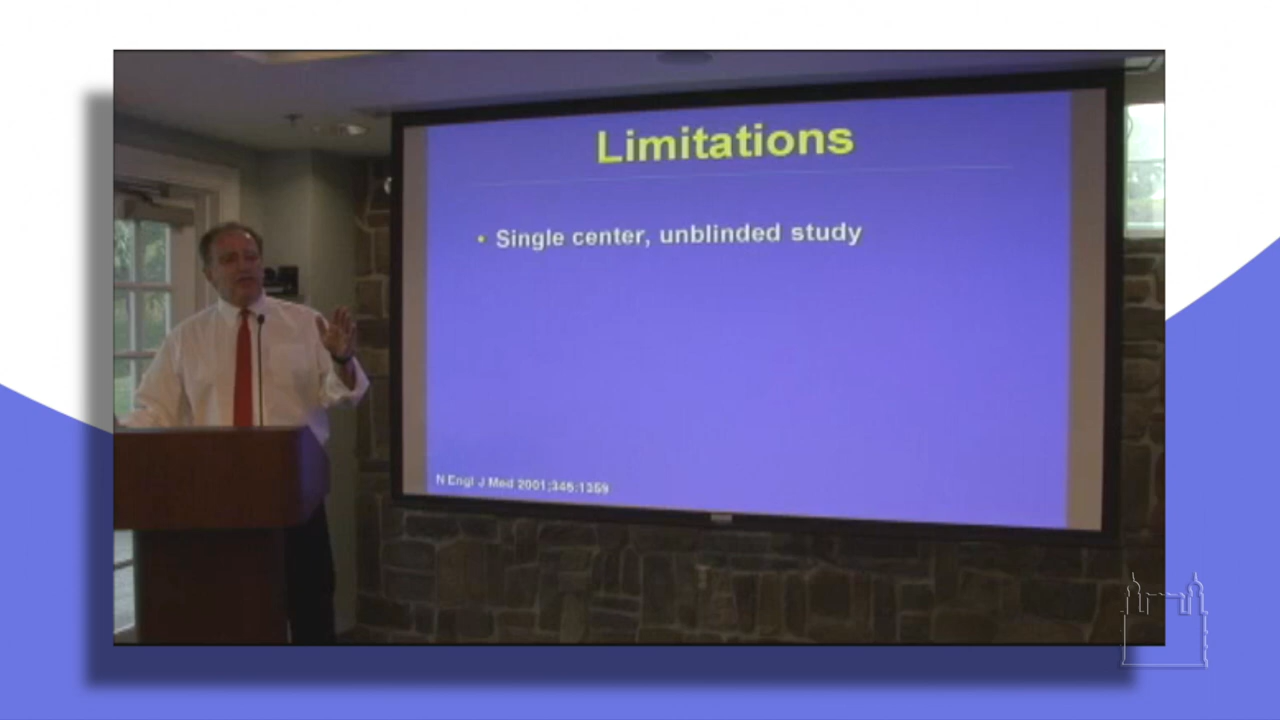 Limitations
• Single center, unblinded study
N Engl J Med 2001;345:1359